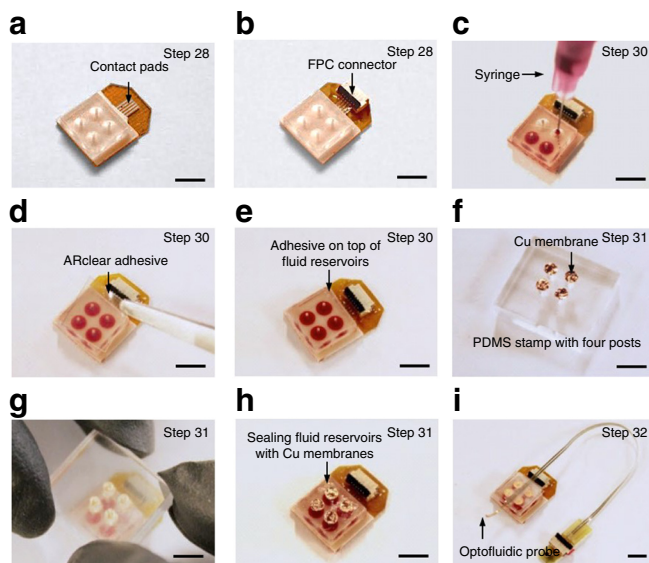 a
Step 28
Contact pads
b
Step 28
FPC connector
c
Step 30
Syringe
d
Step 30
ARclear adhesive
e
Step 30
Adhesive on top of
fluid reservoirs
f
Step 31
Cu membrane
PDMS stamp with four posts
g
Step 31
h
Step 31
Sealing fluid reservoirs
with Cu membranes
i
Step 32
Optofluidic probe